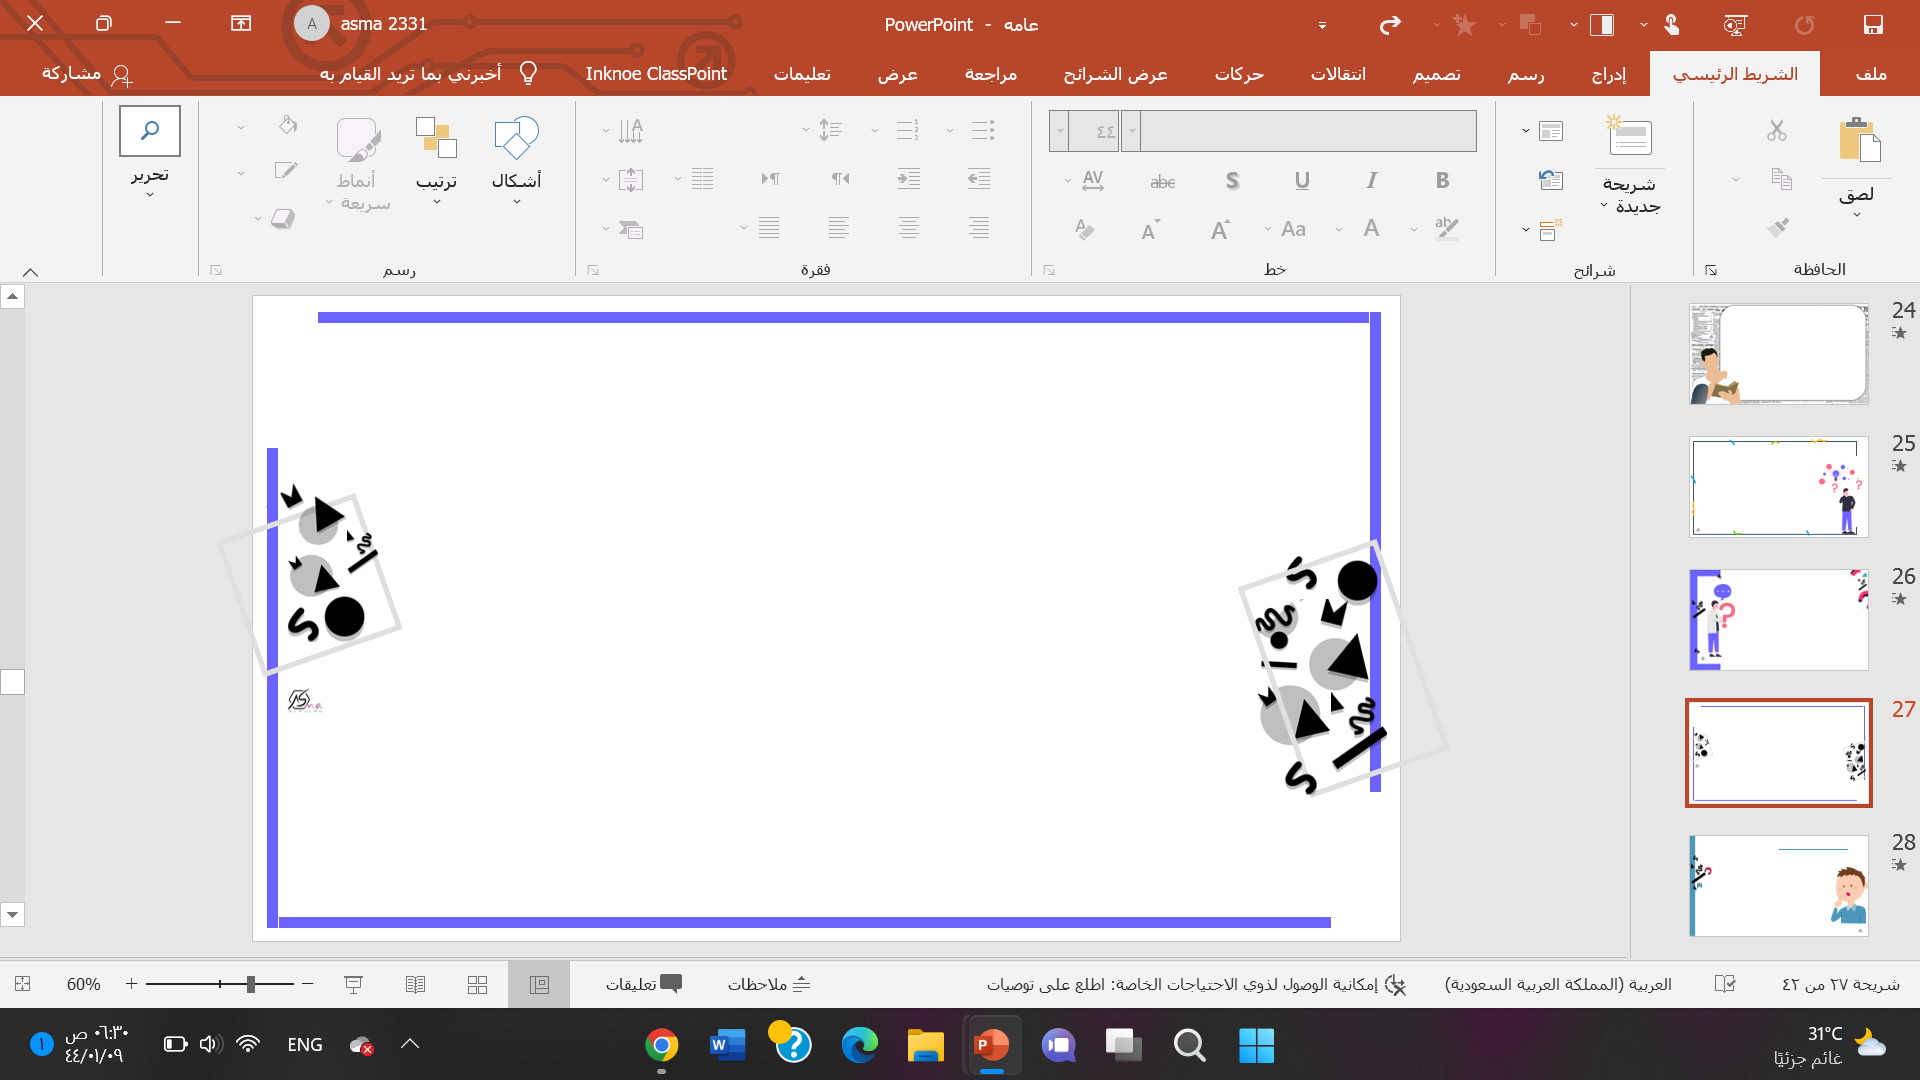 عامه - PowerPoint
asma 2331
A
ملف
الشريط الرئيسي
إدراج
رسم
تصميم
انتقالات
حركات
عرض الشرائح
مراجعة
عرض
تعليمات
Inknoe ClassPoint
أخبرني بما تريد القيام به
مشاركة
لصق
الحافظة
شريحة
جديدة
شرائح
٤٤
خط
فقرة
أشكال
ترتيب
أنماط
سريعة
رسم
تحرير
24
25
26
27
28
شريحة ٢٧ من ٤٢
العربية (المملكة العربية السعودية)
إمكانية الوصول لذوي الاحتياجات الخاصة: اطلع على توصيات
ملاحظات
تعليقات
60%
31°C
غائم جزئيًا
ENG
٠٦:٣٠ ص
٤٤/٠١/٠٩
١